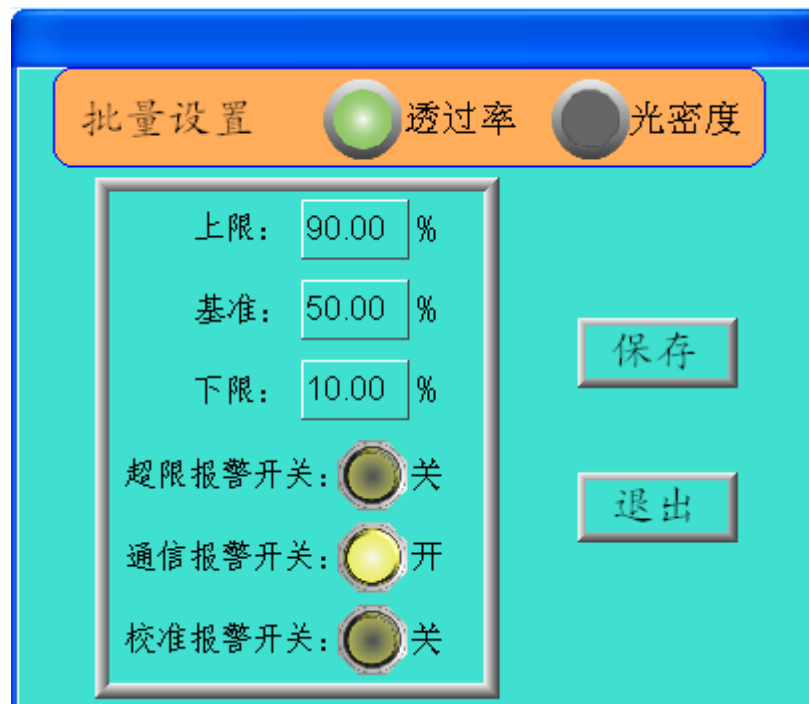 批量设置 透过率 光密度
上限： 90.00 %
基准： 50.00 %
下限： 10.00 %
超限报警开关： 关
通信报警开关： 开
校准报警开关： 关
保存
退出